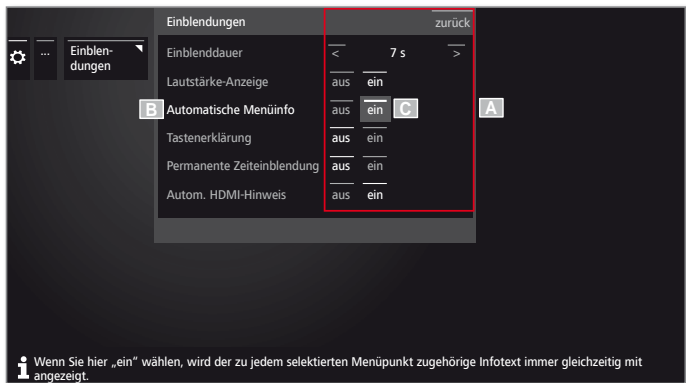 Einblendungen zurück
... Einblen-
dungen
Einblenddauer < 7 s >
Lautstärke-Anzeige aus ein
B Automatische Menüinfo aus ein C A
Tastenerklärung aus ein
Permanente Zeiteinblendung aus ein
Autom. HDMI-Hinweis aus ein
i Wenn Sie hier „ein“ wählen, wird der zu jedem selektierten Menüpunkt zugehörige Infotext immer gleichzeitig mit
angezeigt.